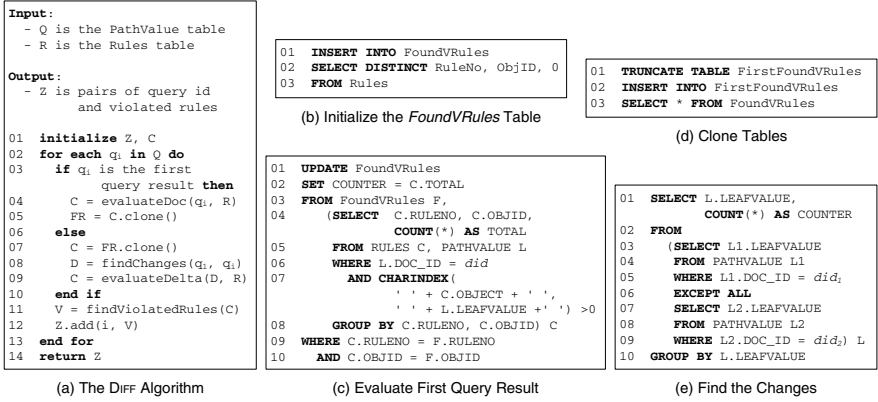 Input:
- Q is the PathValue table
- R is the Rules table
Output:
- Z is pairs of query id
and violated rules
01 initialize Z, C
02 for each qi in Q do
03 if qi is the first
query result then
04 C = evaluateDoc(qi, R)
05 FR = C.clone()
06 else
07 C = FR.clone()
08 D = findChanges(q1, qi)
09 C = evaluateDelta(D, R)
10 end if
11 V = findViolatedRules(C)
12 Z.add(i, V)
13 end for
14 return Z
(a) The DIFF Algorithm
01 INSERT INTO FoundVRules
02 SELECT DISTINCT RuleNo, ObjID, 0
03 FROM Rules
(b) Initialize the FoundVRules Table
01 TRUNCATE TABLE FirstFoundVRules
02 INSERT INTO FirstFoundVRules
03 SELECT * FROM FoundVRules
(d) Clone Tables
01 UPDATE FoundVRules
02 SET COUNTER = C.TOTAL
03 FROM FoundVRules F,
04 (SELECT C.RULENO, C.OBJID,
COUNT(*) AS TOTAL
05 FROM RULES C, PATHVALUE L
06 WHERE L.DOC_ID = did
07 AND CHARINDEX(
' ' + C.OBJECT + ' ',
' ' + L.LEAFVALUE +' ') >0
08 GROUP BY C.RULENO, C.OBJID) C
09 WHERE C.RULENO = F.RULENO
10 AND C.OBJID = F.OBJID
(c) Evaluate First Query Result
01 SELECT L.LEAFVALUE,
COUNT(*) AS COUNTER
02 FROM
03 (SELECT L1.LEAFVALUE
04 FROM PATHVALUE L1
05 WHERE L1.DOC_ID = did1
06 EXCEPT ALL
07 SELECT L2.LEAFVALUE
08 FROM PATHVALUE L2
09 WHERE L2.DOC_ID = did2) L
10 GROUP BY L.LEAFVALUE
(e) Find the Changes